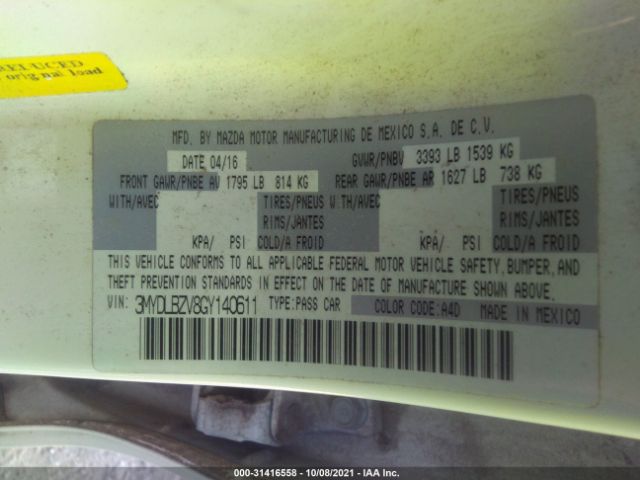 REDUCED
original load
MFD. BY MAZDA MOTOR MANUFACTURING DE MEXICO S.A. DE C.V.
DATE 04/16 GVWR/PNBV 3393 LB 1539 KG
FRONT GAWR/PNBE AV 1795 LB 814 KG REAR GAWR/PNBE AR 1627 LB 738 KG
WITH/AVEC TIRES/PNEUS WITH/AVEC TIRES/PNEUS
RIMS/JANTES RIMS/JANTES
KPA/ PSI COLD/A FROID KPA/ PSI COLD/A FROID
THIS VEHICLE CONFORMS TO ALL APPLICABLE FEDERAL MOTOR VEHICLE SAFETY, BUMPER, AND
THEFT PREVENTION STANDARDS IN EFFECT ON THE DATE OF MANUFACTURE SHOWN ABOVE.
VIN: 3MYDLBZV8GY140611 TYPE:PASS CAR COLOR CODE:A4D MADE IN MEXICO
000-31416558 - 10/08/2021 - IAA Inc.